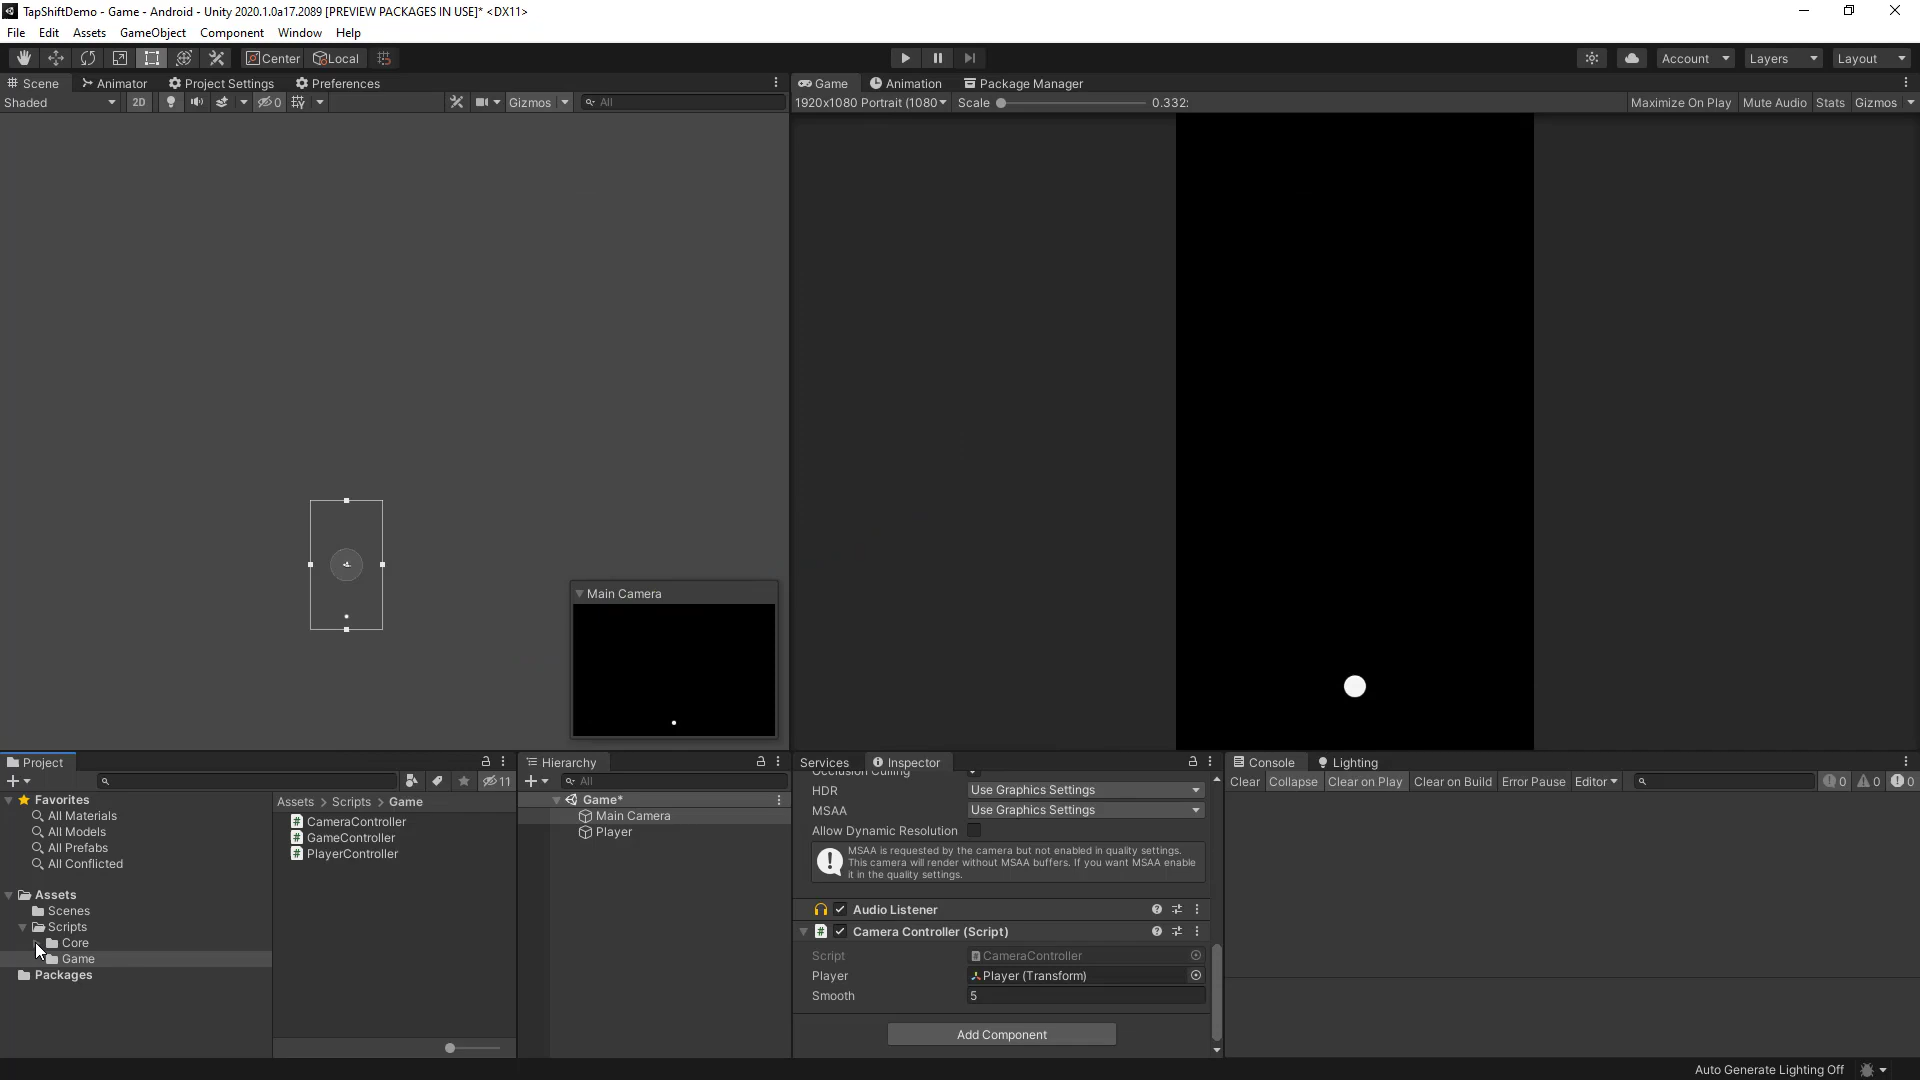 TapShiftDemo - Game - Android - Unity 2020.1.0a17.2089 [PREVIEW PACKAGES IN USE]* <DX11>
File Edit Assets GameObject Component Window Help
Center Local
Account Layers Layout
Scene Animator Project Settings Preferences
Game Animation Package Manager
Shaded 2D 0 Gizmos All
1920x1080 Portrait (1080 Scale 0.332: Maximize On Play Mute Audio Stats Gizmos
Main Camera
Project
11
Favorites
All Materials
All Models
All Prefabs
All Conflicted
Assets
Scenes
Scripts
Core
Game
Packages
Assets > Scripts > Game
CameraController
GameController
PlayerController
Hierarchy
All
Game*
Main Camera
Player
Services Inspector
Occlusion Culling
HDR Use Graphics Settings
MSAA Use Graphics Settings
Allow Dynamic Resolution
MSAA is requested by the camera but not enabled in quality settings.
This camera will render without MSAA buffers. If you want MSAA enable
it in the quality settings.
Audio Listener
Camera Controller (Script)
Script CameraController
Player Player (Transform)
Smooth 5
Add Component
Console Lighting
Clear Collapse Clear on Play Clear on Build Error Pause Editor 0 0 0
Auto Generate Lighting Off